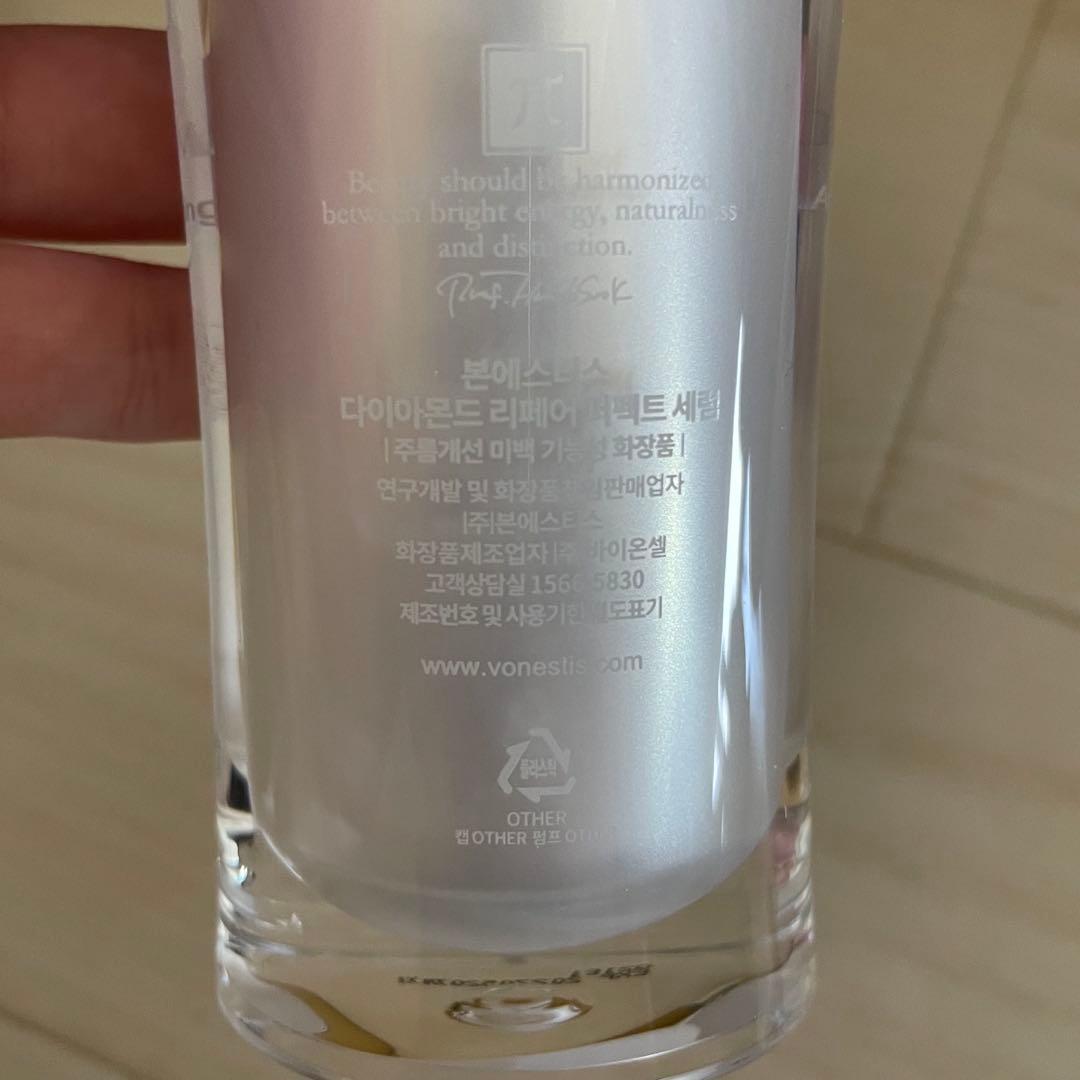 π
Beauty should be harmonized
between bright energy, naturalness
and distinction.
본에스티스
다이아몬드 리페어 퍼펙트 세럼
|주름개선 미백 기능성 화장품|
연구개발 및 화장품책임판매업자
|주|본에스티스
화장품제조업자 |주|바이온셀
고객상담실 1566-5830
제조번호 및 사용기한 별도표기
www.vonestis.com
플라스틱
OTHER
캡 OTHER 펌프